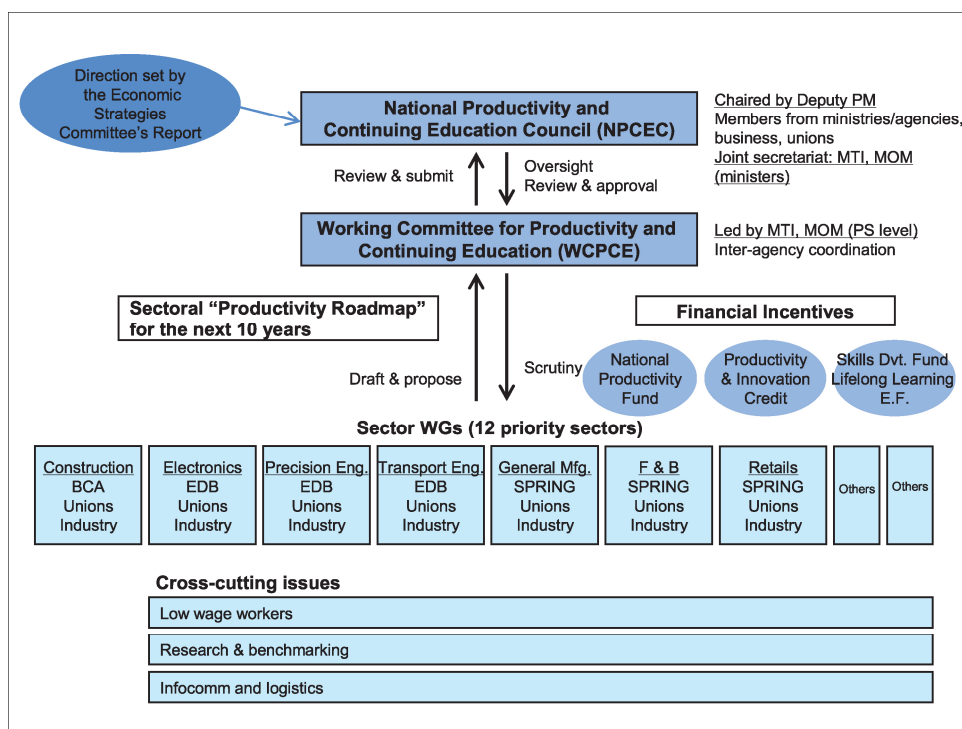 Direction set by
the Economic
Strategies
Committee's Report
National Productivity and
Continuing Education Council (NPCEC)
Chaired by Deputy PM
Members from ministries/agencies,
business, unions
Joint secretariat: MTI, MOM
(ministers)
Review & submit
Oversight
Review & approval
Working Committee for Productivity and
Continuing Education (WCPCE)
Led by MTI, MOM (PS level)
Inter-agency coordination
Sectoral “Productivity Roadmap”
for the next 10 years
Financial Incentives
Draft & propose
Scrutiny
National
Productivity
Fund
Productivity
& Innovation
Credit
Skills Dvt. Fund
Lifelong Learning
E.F.
Sector WGs (12 priority sectors)
Construction
BCA
Unions
Industry
Electronics
EDB
Unions
Industry
Precision Eng.
EDB
Unions
Industry
Transport Eng.
EDB
Unions
Industry
General Mfg.
SPRING
Unions
Industry
F & B
SPRING
Unions
Industry
Retails
SPRING
Unions
Industry
Others
Others
Cross-cutting issues
Low wage workers
Research & benchmarking
Infocomm and logistics